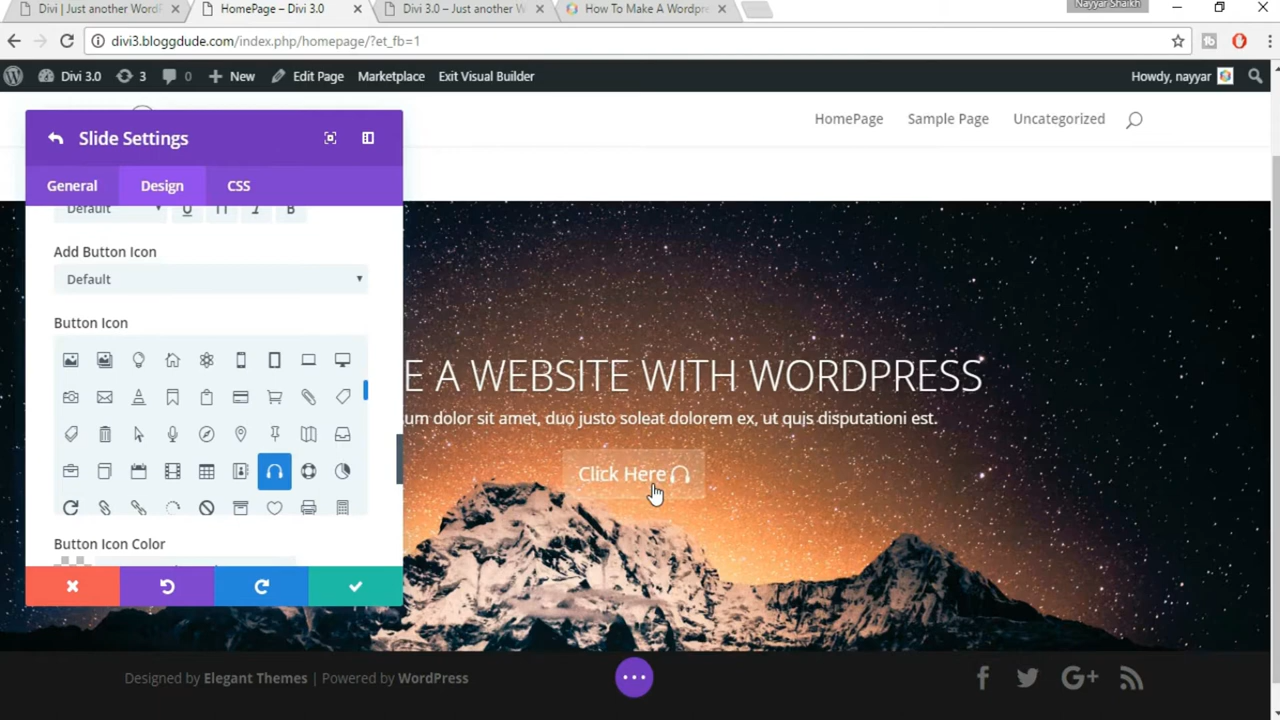 Divi | Just another WordF
HomePage – Divi 3.0
Divi 3.0 – Just another W
How To Make A Wordpre
Nayyar Shaikh
divi3.bloggdude.com/index.php/homepage/?et_fb=1
Divi 3.0
3
0
New
Edit Page
Marketplace
Exit Visual Builder
Howdy, nayyar
HomePage
Sample Page
Uncategorized
Slide Settings
General
Design
CSS
Default
U
TT
I
B
Add Button Icon
Default
Button Icon
E A WEBSITE WITH WORDPRESS
um dolor sit amet, duo justo soleat dolorem ex, ut quis disputationi est.
Click Here
Button Icon Color
Designed by Elegant Themes | Powered by WordPress